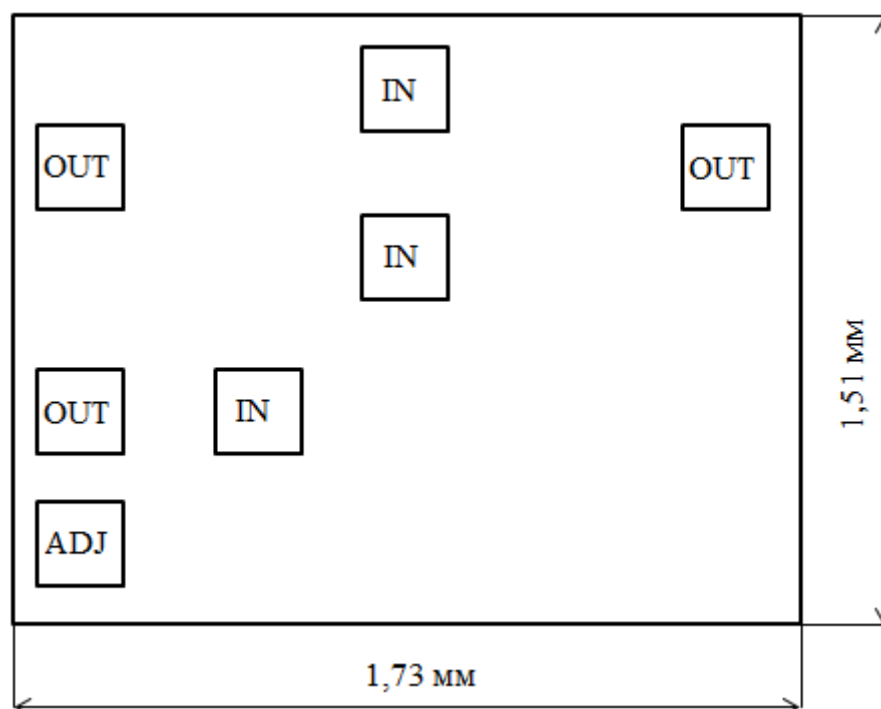 IN
OUT
OUT
IN
1,51 мм
OUT
IN
ADJ
1,73 мм